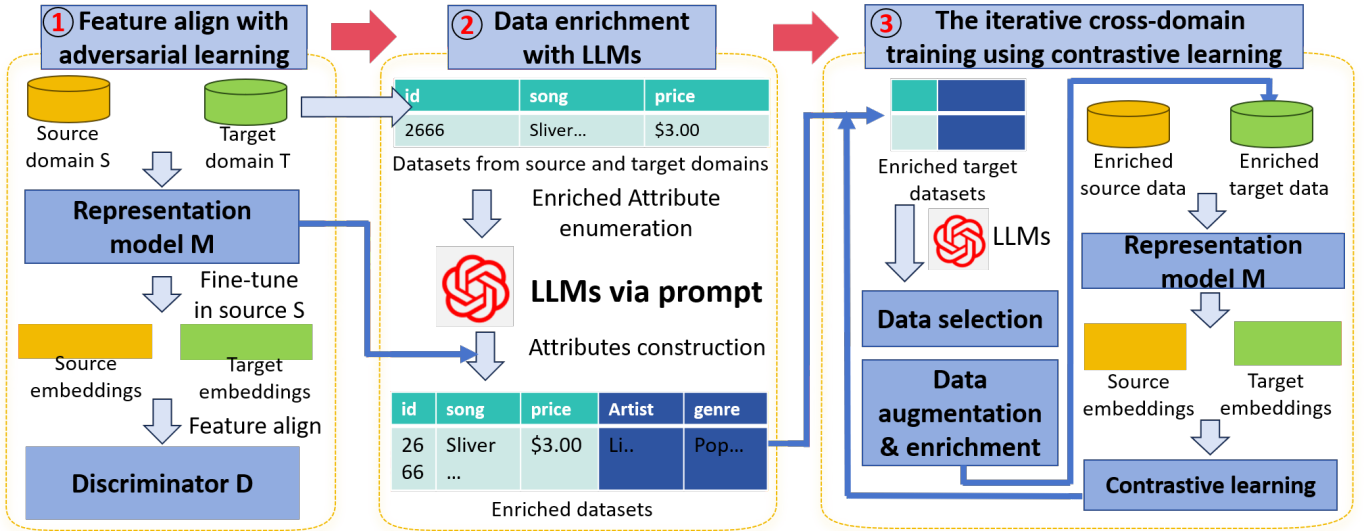 1 Feature align with
adversarial learning
Source
domain S
Target
domain T
Representation
model M
Fine-tune
in source S
Source
embeddings
Target
embeddings
Feature align
Discriminator D
2 Data enrichment
with LLMs
id song price
2666 Sliver... $3.00
Datasets from source and target domains
Enriched Attribute
enumeration
LLMs via prompt
Attributes construction
id song price Artist genre
26 Sliver $3.00 Li.. Pop...
66 ...
Enriched datasets
3 The iterative cross-domain
training using contrastive learning
Enriched target
datasets
LLMs
Data selection
Data
augmentation
& enrichment
Enriched
source data
Enriched
target data
Representation
model M
Source
embeddings
Target
embeddings
Contrastive learning